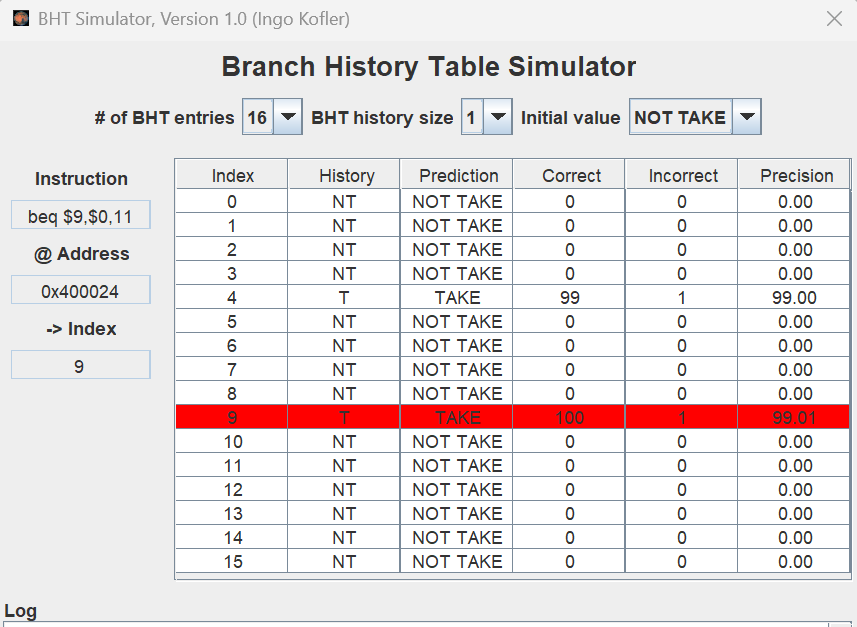 BHT Simulator, Version 1.0 (Ingo Kofler)
Branch History Table Simulator
# of BHT entries 16 BHT history size 1 Initial value NOT TAKE
Instruction
beq $9,$0,11
@ Address
0x400024
-> Index
9
Index History Prediction Correct Incorrect Precision
0 NT NOT TAKE 0 0 0.00
1 NT NOT TAKE 0 0 0.00
2 NT NOT TAKE 0 0 0.00
3 NT NOT TAKE 0 0 0.00
4 T TAKE 99 1 99.00
5 NT NOT TAKE 0 0 0.00
6 NT NOT TAKE 0 0 0.00
7 NT NOT TAKE 0 0 0.00
8 NT NOT TAKE 0 0 0.00
9 T TAKE 100 1 99.01
10 NT NOT TAKE 0 0 0.00
11 NT NOT TAKE 0 0 0.00
12 NT NOT TAKE 0 0 0.00
13 NT NOT TAKE 0 0 0.00
14 NT NOT TAKE 0 0 0.00
15 NT NOT TAKE 0 0 0.00
Log